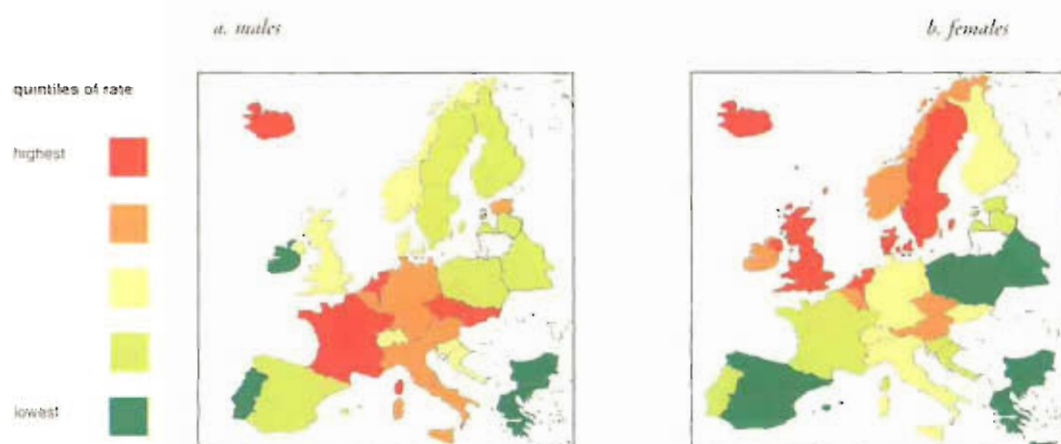 a. males
b. females
quintiles of rate
highest
lowest